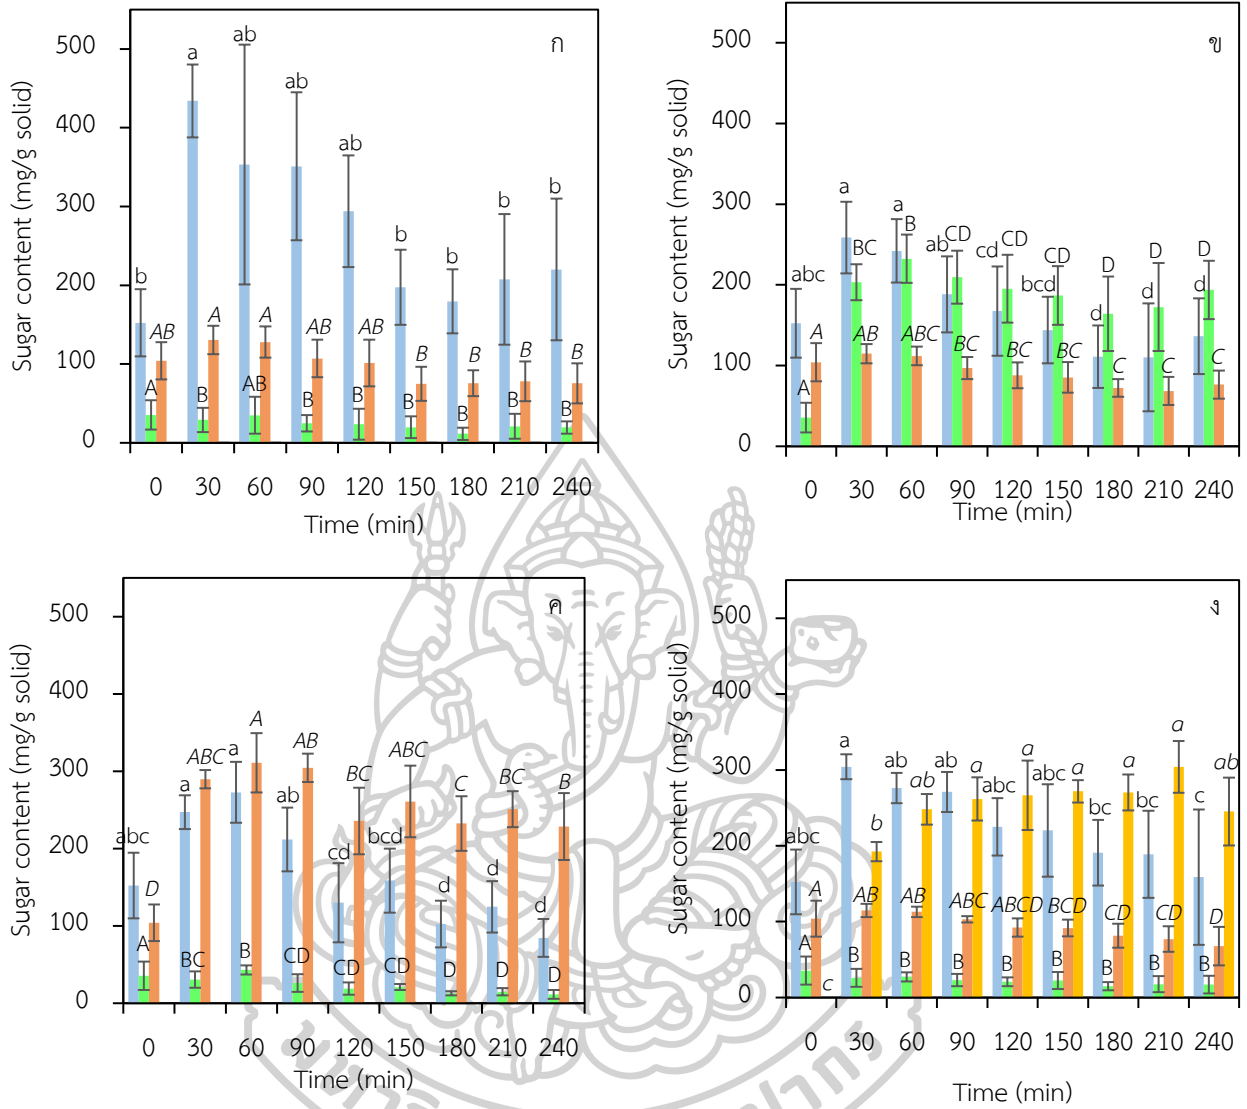 Sugar content (mg/g solid)
500
400
300
200
100
0
ก
b a ab ab ab b b b b
AB A A AB AB B B B B
A B AB B B B B B B
0 30 60 90 120 150 180 210 240
Time (min)
Sugar content (mg/g solid)
500
400
300
200
100
0
ข
abc a a ab cd bcd d d d
A BC B CD CD CD D D D
A AB ABC BC BC BC C C C
0 30 60 90 120 150 180 210 240
Time (min)
Sugar content (mg/g solid)
500
400
300
200
100
0
ค
abc a a ab cd bcd d d d
D ABC A AB BC ABC C BC B
A BC B CD CD CD D D D
0 30 60 90 120 150 180 210 240
Time (min)
Sugar content (mg/g solid)
500
400
300
200
100
0
ง
abc a ab ab abc abc bc bc c
c b ab a a a a a ab
A AB AB ABC ABCD BCD CD CD D
A B B B B B B B B
0 30 60 90 120 150 180 210 240
Time (min)